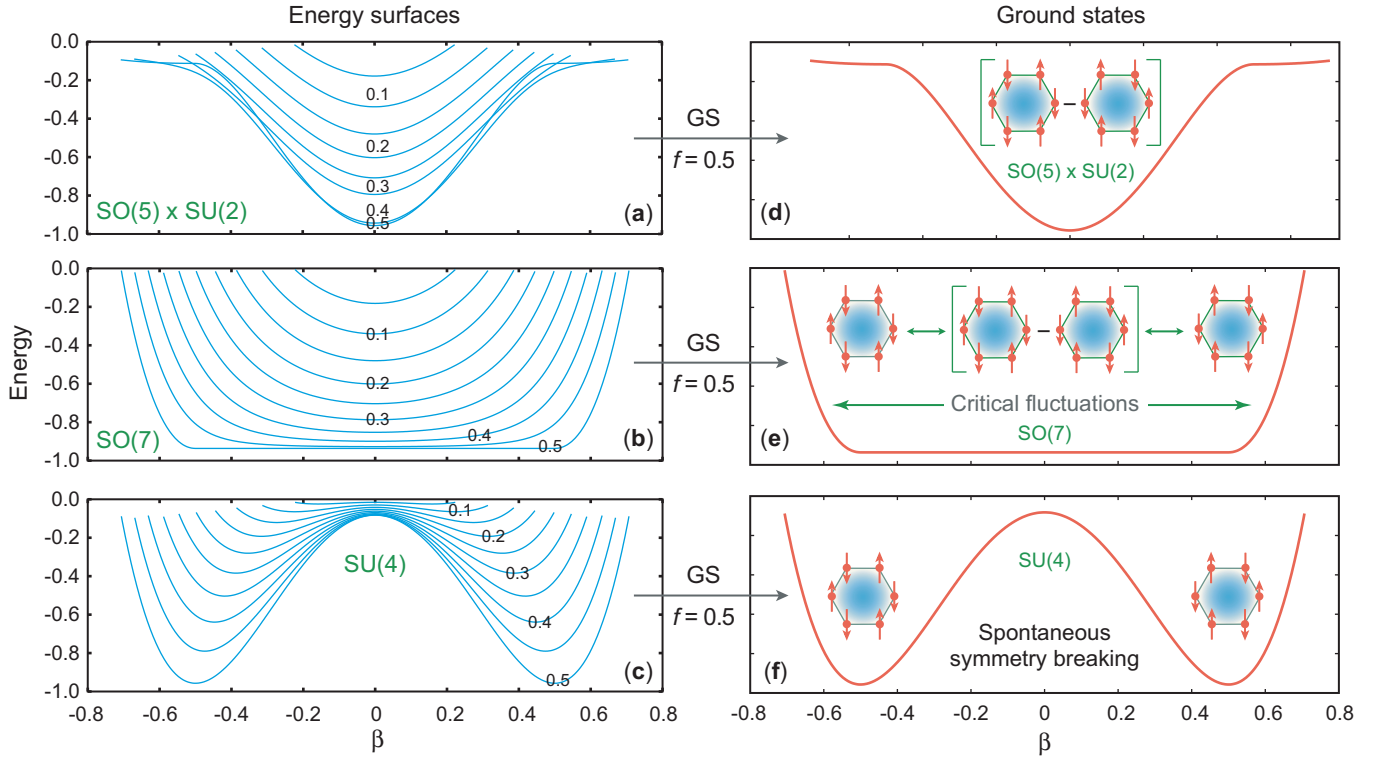 Energy surfaces
Ground states
0.0
-0.2
-0.4
-0.6
-0.8
-1.0
0.1
0.2
0.3
0.4
0.5
SO(5) x SU(2)
(a)
GS
f = 0.5
–
SO(5) x SU(2)
(d)
0.0
-0.2
-0.4
-0.6
-0.8
-1.0
Energy
0.1
0.2
0.3
0.4
0.5
SO(7)
(b)
GS
f = 0.5
–
Critical fluctuations
SO(7)
(e)
0.0
-0.2
-0.4
-0.6
-0.8
-1.0
0.1
0.2
0.3
0.4
0.5
SU(4)
(c)
GS
f = 0.5
SU(4)
Spontaneous
symmetry breaking
(f)
-0.8 -0.6 -0.4 -0.2 0 0.2 0.4 0.6 0.8
β
-0.8 -0.6 -0.4 -0.2 0 0.2 0.4 0.6 0.8
β